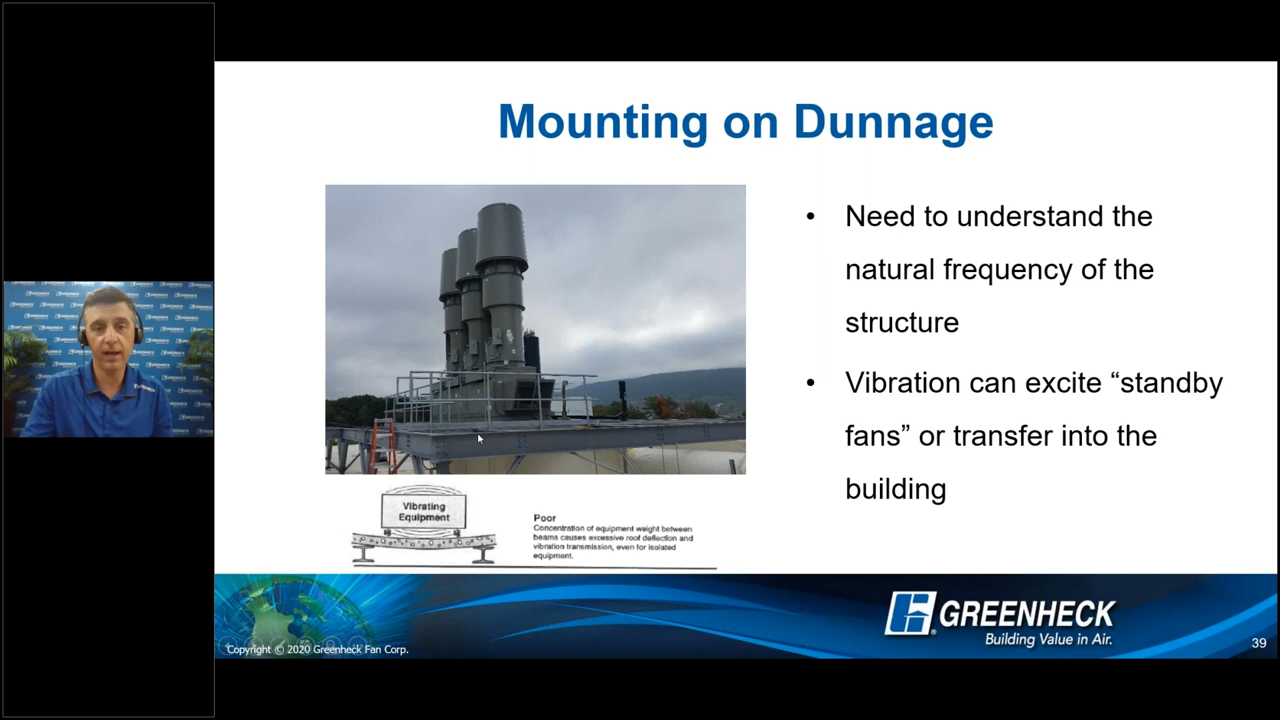 Mounting on Dunnage
• Need to understand the
natural frequency of the
structure
• Vibration can excite “standby
fans” or transfer into the
building
Vibrating
Equipment
Poor
Concentration of equipment weight between
beams causes excessive roof deflection and
vibration transmission, even for isolated
equipment.
GREENHECK
Building Value in Air.
Copyright © 2020 Greenheck Fan Corp.
39